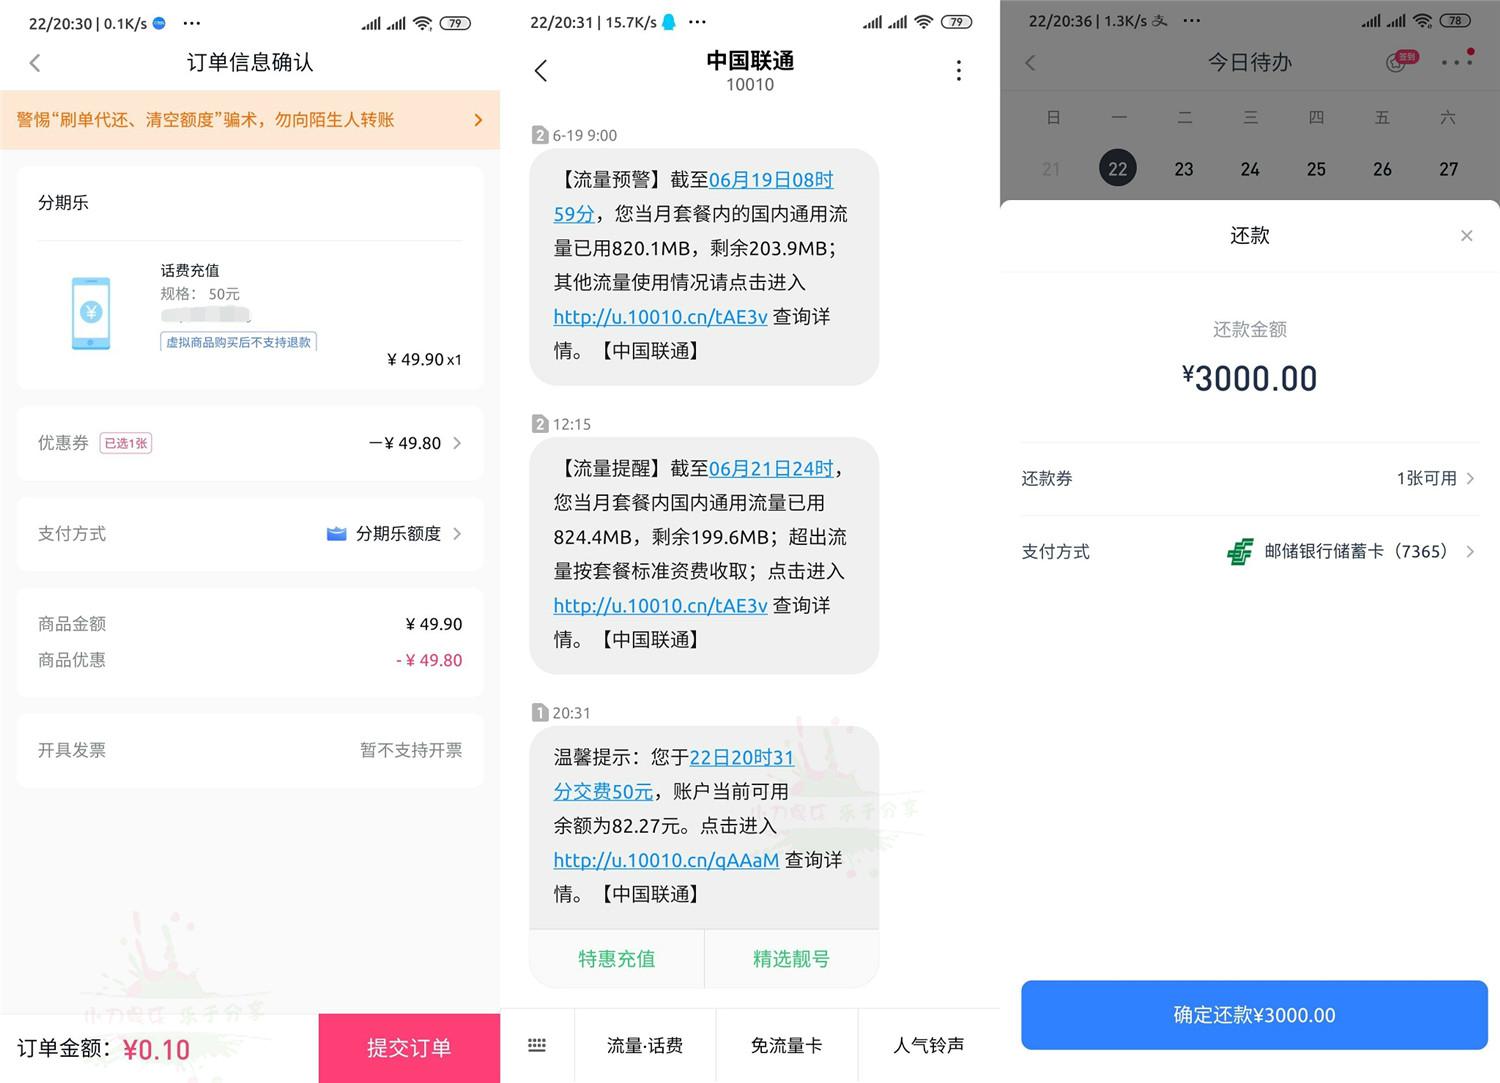 22/20:30 | 0.1K/s ...
79
订单信息确认
警惕“刷单代还、清空额度”骗术，勿向陌生人转账
分期乐
话费充值
规格： 50元
虚拟商品购买后不支持退款
¥ 49.90 x1
优惠券 已选1张
—¥ 49.80
支付方式
分期乐额度
商品金额
¥ 49.90
商品优惠
- ¥ 49.80
开具发票
暂不支持开票
订单金额：¥0.10
提交订单
22/20:31 | 15.7K/s ...
79
中国联通
10010
2 6-19 9:00
【流量预警】截至06月19日08时
59分，您当月套餐内的国内通用流
量已用820.1MB，剩余203.9MB；
其他流量使用情况请点击进入
http://u.10010.cn/tAE3v 查询详
情。【中国联通】
2 12:15
【流量提醒】截至06月21日24时，
您当月套餐内国内通用流量已用
824.4MB，剩余199.6MB；超出流
量按套餐标准资费收取；点击进入
http://u.10010.cn/tAE3v 查询详
情。【中国联通】
1 20:31
温馨提示：您于22日20时31
分交费50元，账户当前可用
余额为82.27元。点击进入
http://u.10010.cn/qAAaM 查询详
情。【中国联通】
特惠充值
精选靓号
流量·话费
免流量卡
人气铃声
22/20:36 | 1.3K/s 支 ...
78
今日待办
签到
日 一 二 三 四 五 六
21 22 23 24 25 26 27
还款
还款金额
¥3000.00
还款券
1张可用
支付方式
邮储银行储蓄卡（7365）
确定还款¥3000.00
乐于分享
乐于分享